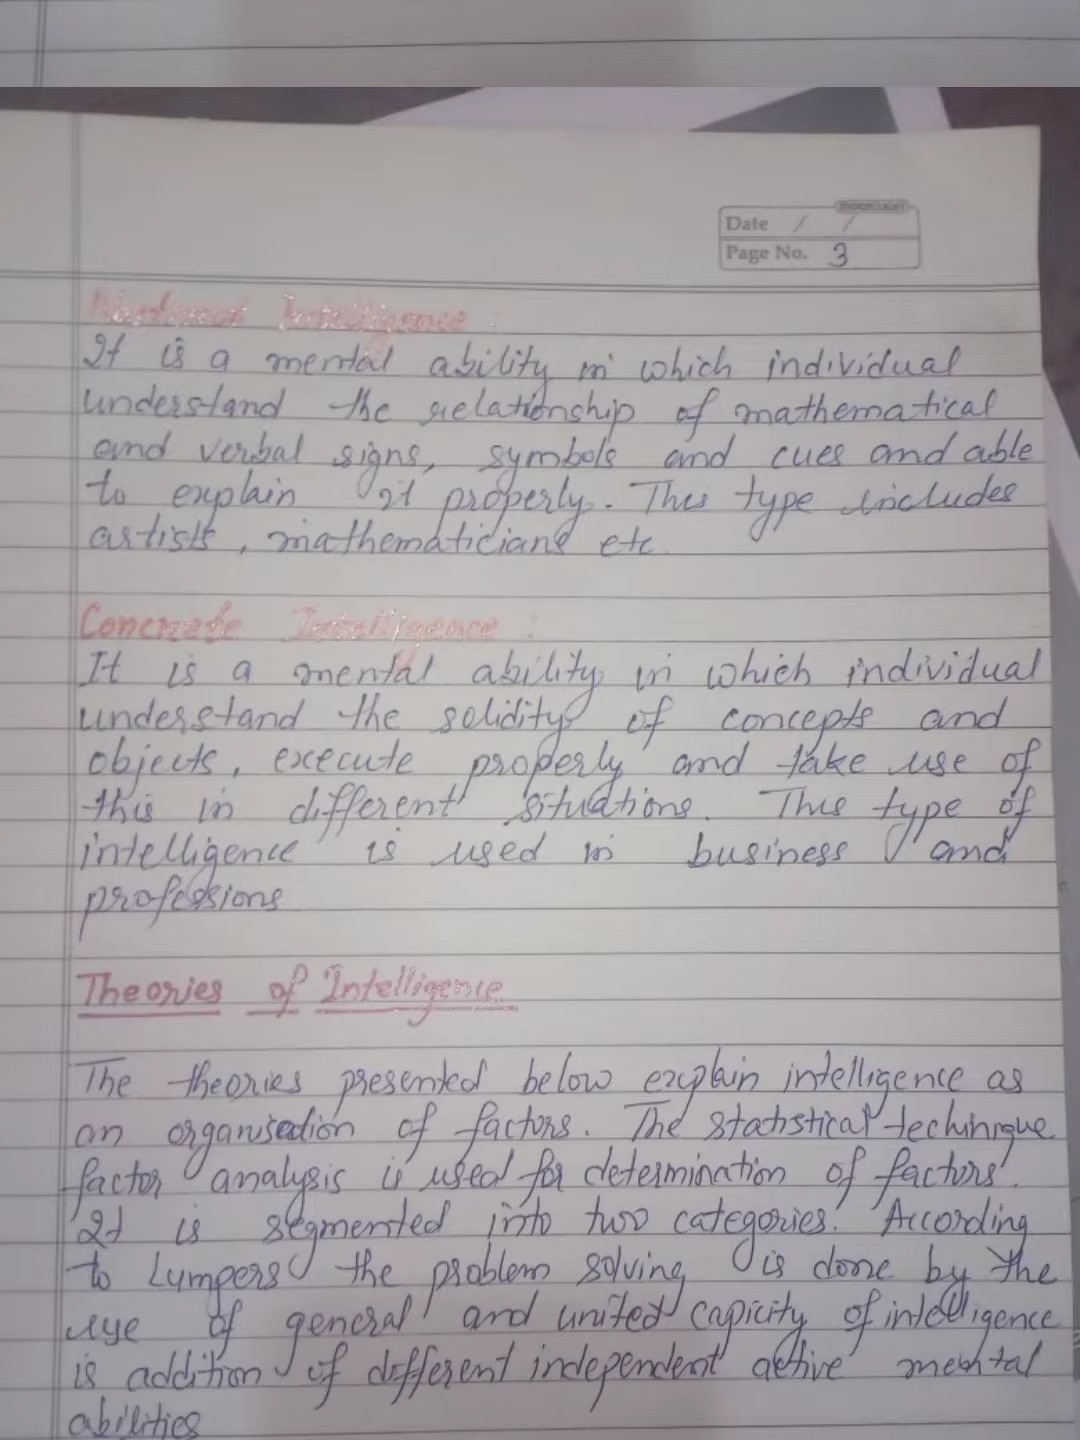 Date / /
Page No. 3
Intelligence
It is a mental ability in which individual
understand the relationship of mathematical
and verbal signs, symbols and cues and able
to explain it properly. This type includes
artists, mathematicians etc.
Concrete Intelligence :
It is a mental ability in which individual
understand the solidity of concepts and
objects, execute properly and take use of
this in different situations. This type of
intelligence is used in business and
professions
Theories of Intelligence
The theories presented below explain intelligence as
an organisation of factors. The statistical techinique
factor analysis is used for determination of factors.
It is segmented into two categories. According
to Lumpers the problem solving is done by the
of general and united capicity of intelligence
is addition of different independent active mental
abilities